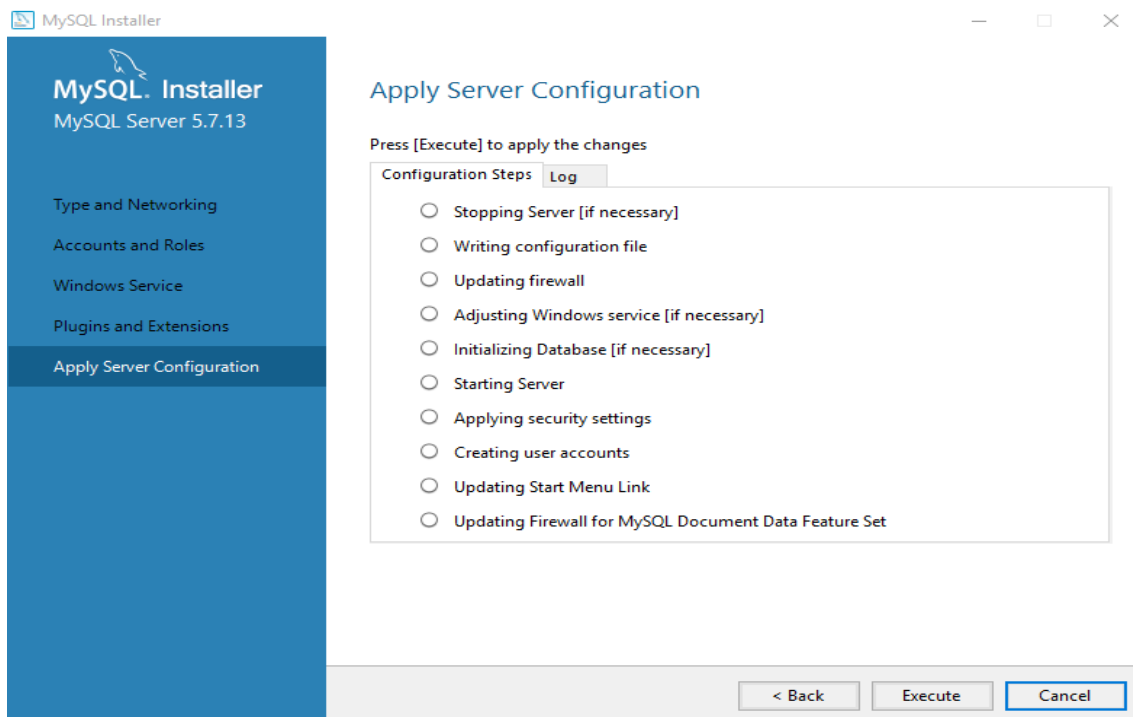 MySQL Installer
MySQL. Installer
MySQL Server 5.7.13
Type and Networking
Accounts and Roles
Windows Service
Plugins and Extensions
Apply Server Configuration
Apply Server Configuration
Press [Execute] to apply the changes
Configuration Steps Log
Stopping Server [if necessary]
Writing configuration file
Updating firewall
Adjusting Windows service [if necessary]
Initializing Database [if necessary]
Starting Server
Applying security settings
Creating user accounts
Updating Start Menu Link
Updating Firewall for MySQL Document Data Feature Set
< Back Execute Cancel